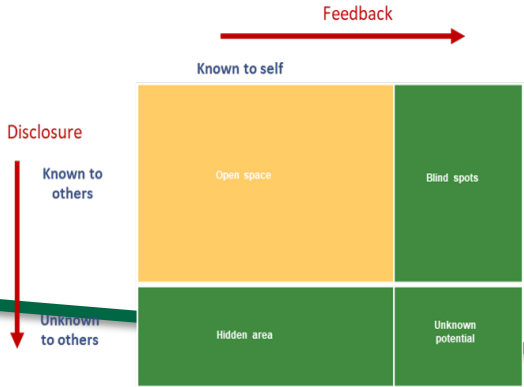 Feedback
Known to self
Disclosure
Known to
others
Open space
Blind spots
Unknown
to others
Hidden area
Unknown
potential